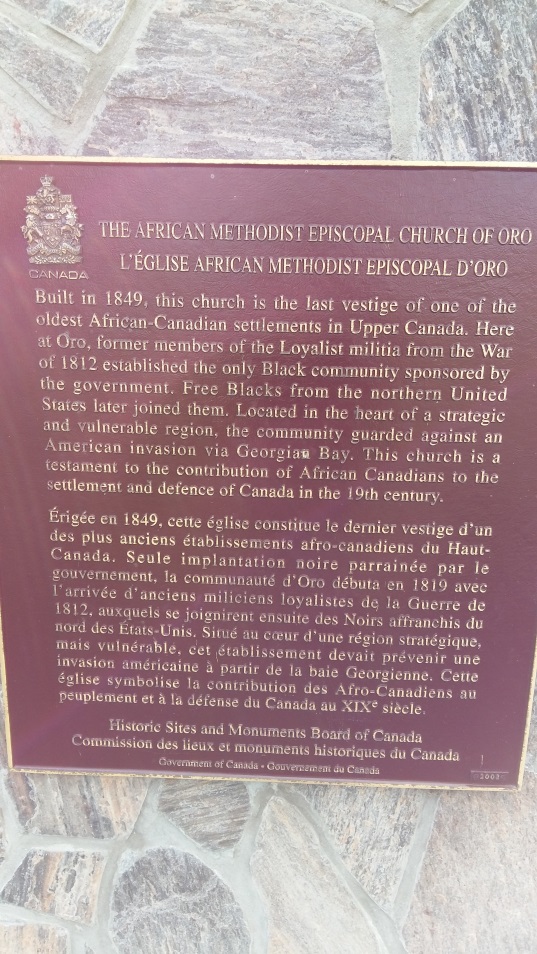 CANADA
THE AFRICAN METHODIST EPISCOPAL CHURCH OF ORO
L'ÉGLISE AFRICAN METHODIST EPISCOPAL D'ORO
Built in 1849, this church is the last vestige of one of the
oldest African-Canadian settlements in Upper Canada. Here
at Oro, former members of the Loyalist militia from the War
of 1812 established the only Black community sponsored by
the government. Free Blacks from the northern United
States later joined them. Located in the heart of a strategic
and vulnerable region, the community guarded against an
American invasion via Georgian Bay. This church is a
testament to the contribution of African Canadians to the
settlement and defence of Canada in the 19th century.
Érigée en 1849, cette église constitue le dernier vestige d'un
des plus anciens établissements afro-canadiens du Haut-
Canada. Seule implantation noire parrainée par le
gouvernement, la communauté d'Oro débuta en 1819 avec
l'arrivée d'anciens miliciens loyalistes de la Guerre de
1812, auxquels se joignirent ensuite des Noirs affranchis du
nord des États-Unis. Situé au cœur d'une région stratégique,
mais vulnérable, cet établissement devait prévenir une
invasion américaine à partir de la baie Georgienne. Cette
église symbolise la contribution des Afro-Canadiens au
peuplement et à la défense du Canada au XIXe siècle.
Historic Sites and Monuments Board of Canada
Commission des lieux et monuments historiques du Canada
Government of Canada • Gouvernement du Canada